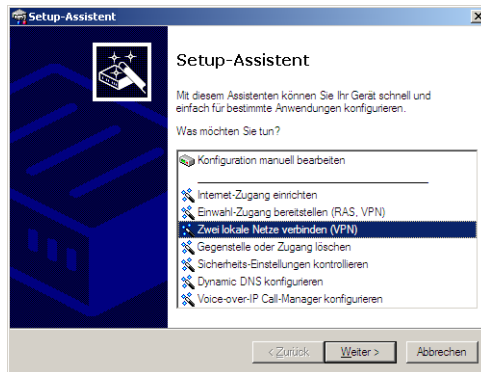 Setup-Assistent
Setup-Assistent
Mit diesem Assistenten können Sie Ihr Gerät schnell und
einfach für bestimmte Anwendungen konfigurieren.
Was möchten Sie tun?
Konfiguration manuell bearbeiten
Internet-Zugang einrichten
Einwahl-Zugang bereitstellen (RAS, VPN)
Zwei lokale Netze verbinden (VPN)
Gegenstelle oder Zugang löschen
Sicherheits-Einstellungen kontrollieren
Dynamic DNS konfigurieren
Voice-over-IP Call-Manager konfigurieren
< Zurück
Weiter >
Abbrechen